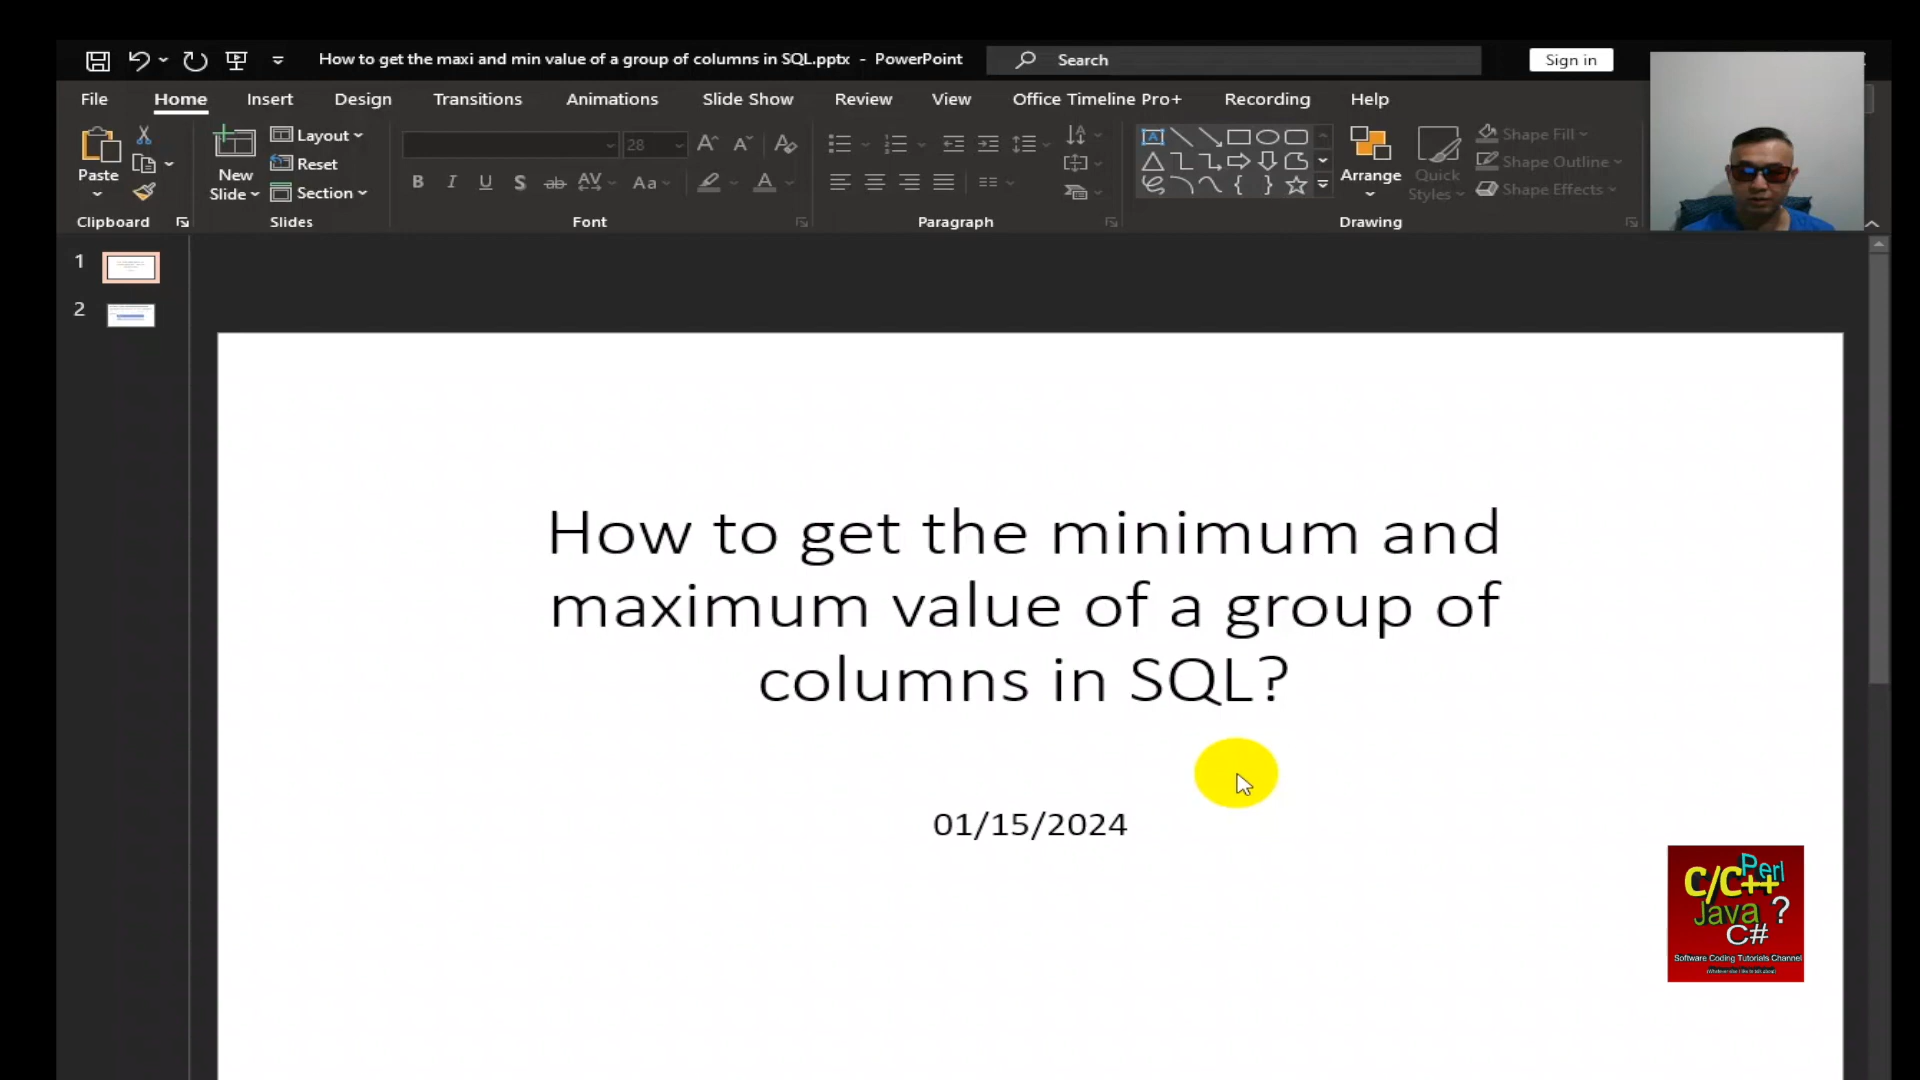 How to get the maxi and min value of a group of columns in SQL.pptx - PowerPoint
Search
Sign in
File Home Insert Design Transitions Animations Slide Show Review View Office Timeline Pro+ Recording Help
Paste
New
Slide
Layout
Reset
Section
28
B I U S ab AV Aa A
Arrange
Quick
Styles
Shape Fill
Shape Outline
Shape Effects
Clipboard Slides Font Paragraph Drawing
1
2
How to get the minimum and
maximum value of a group of
columns in SQL?
01/15/2024
Perl
C/C++
Java ?
C#
Software Coding Tutorials Channel